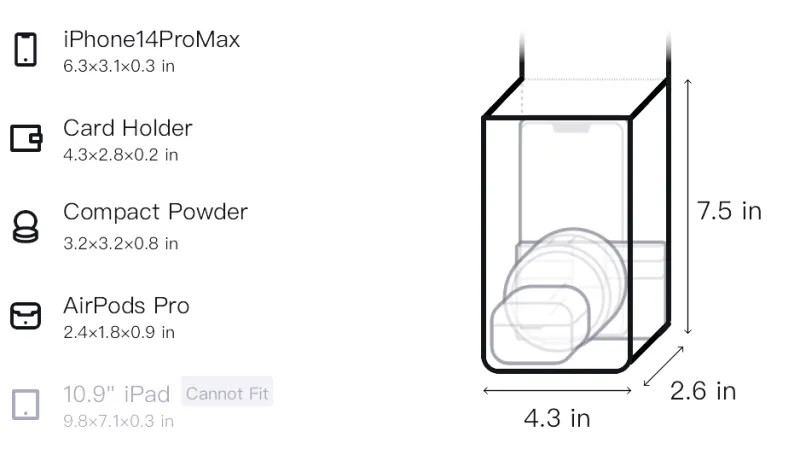 iPhone14ProMax
6.3×3.1×0.3 in
Card Holder
4.3×2.8×0.2 in
Compact Powder
3.2×3.2×0.8 in
AirPods Pro
2.4×1.8×0.9 in
10.9" iPad Cannot Fit
9.8×7.1×0.3 in
7.5 in
2.6 in
4.3 in